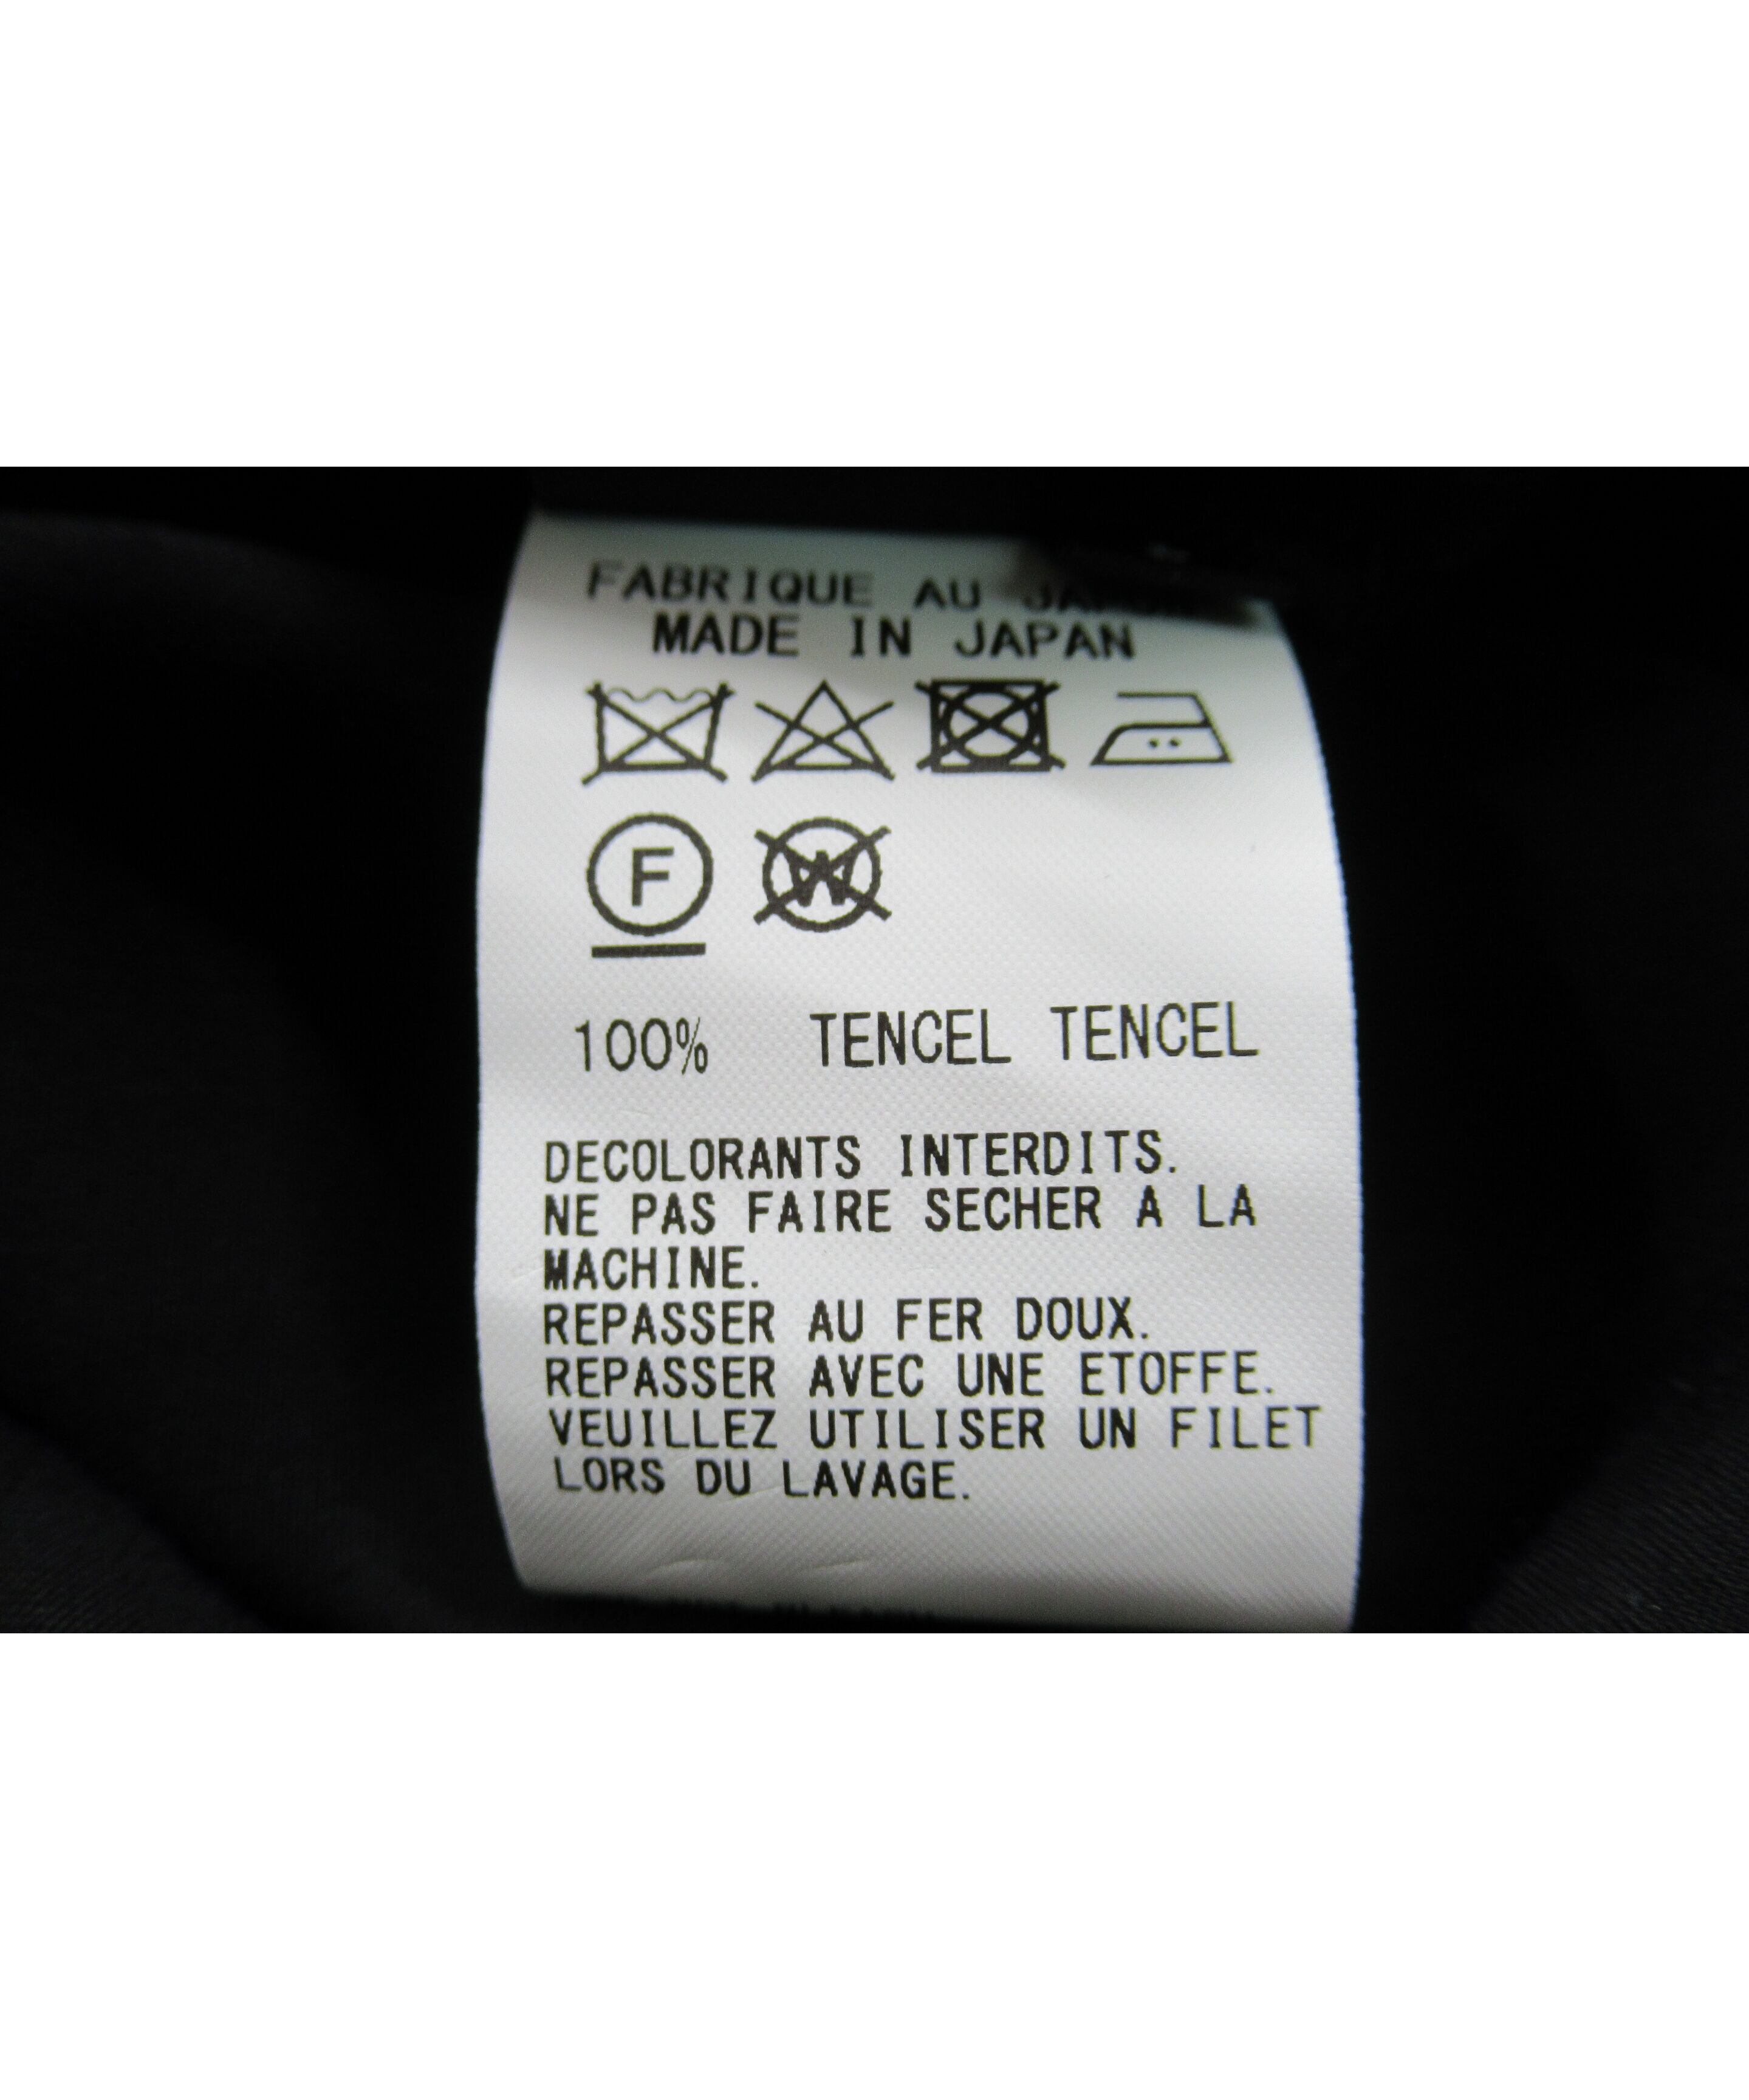 FABRIQUE AU JAPON
MADE IN JAPAN
F
W
100% TENCEL TENCEL
DECOLORANTS INTERDITS.
NE PAS FAIRE SECHER A LA
MACHINE.
REPASSER AU FER DOUX.
REPASSER AVEC UNE ETOFFE.
VEUILLEZ UTILISER UN FILET
LORS DU LAVAGE.